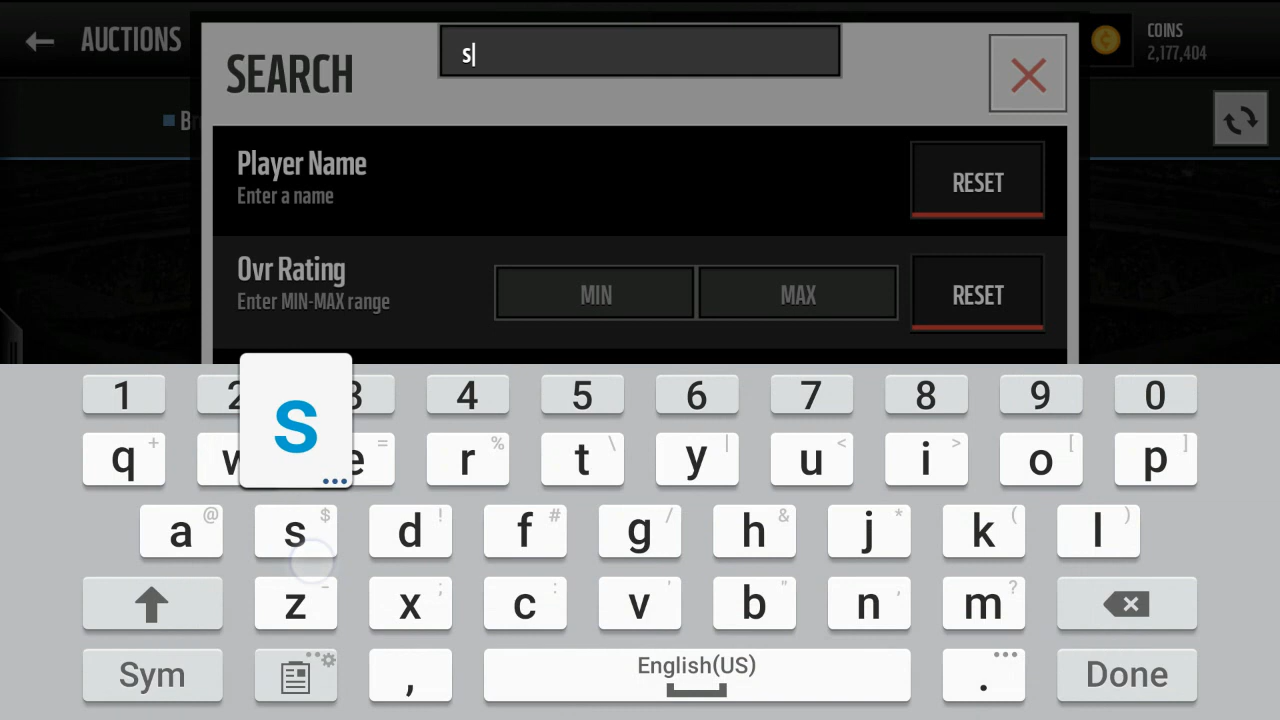 AUCTIONS
s
COINS
2,177,404
SEARCH
Player Name
Enter a name
RESET
Ovr Rating
Enter MIN-MAX range
MIN
MAX
RESET
S
...
1 2 3 4 5 6 7 8 9 0
q + w e = r % t \ y | u < i > o [ p ]
a @ s $ d ! f # g / h & j * k ( l )
z - x ; c : v ' b " n , m ?
Sym , English(US) . Done